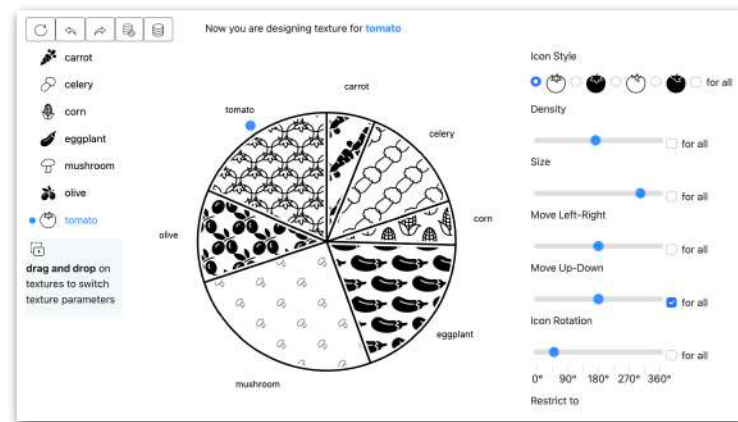 Now you are designing texture for tomato
carrot
celery
corn
eggplant
mushroom
olive
tomato
drag and drop on
textures to switch
texture parameters
carrot
tomato
celery
corn
olive
eggplant
mushroom
Icon Style
for all
Density
for all
Size
for all
Move Left-Right
for all
Move Up-Down
for all
Icon Rotation
for all
0° 90° 180° 270° 360°
Restrict to